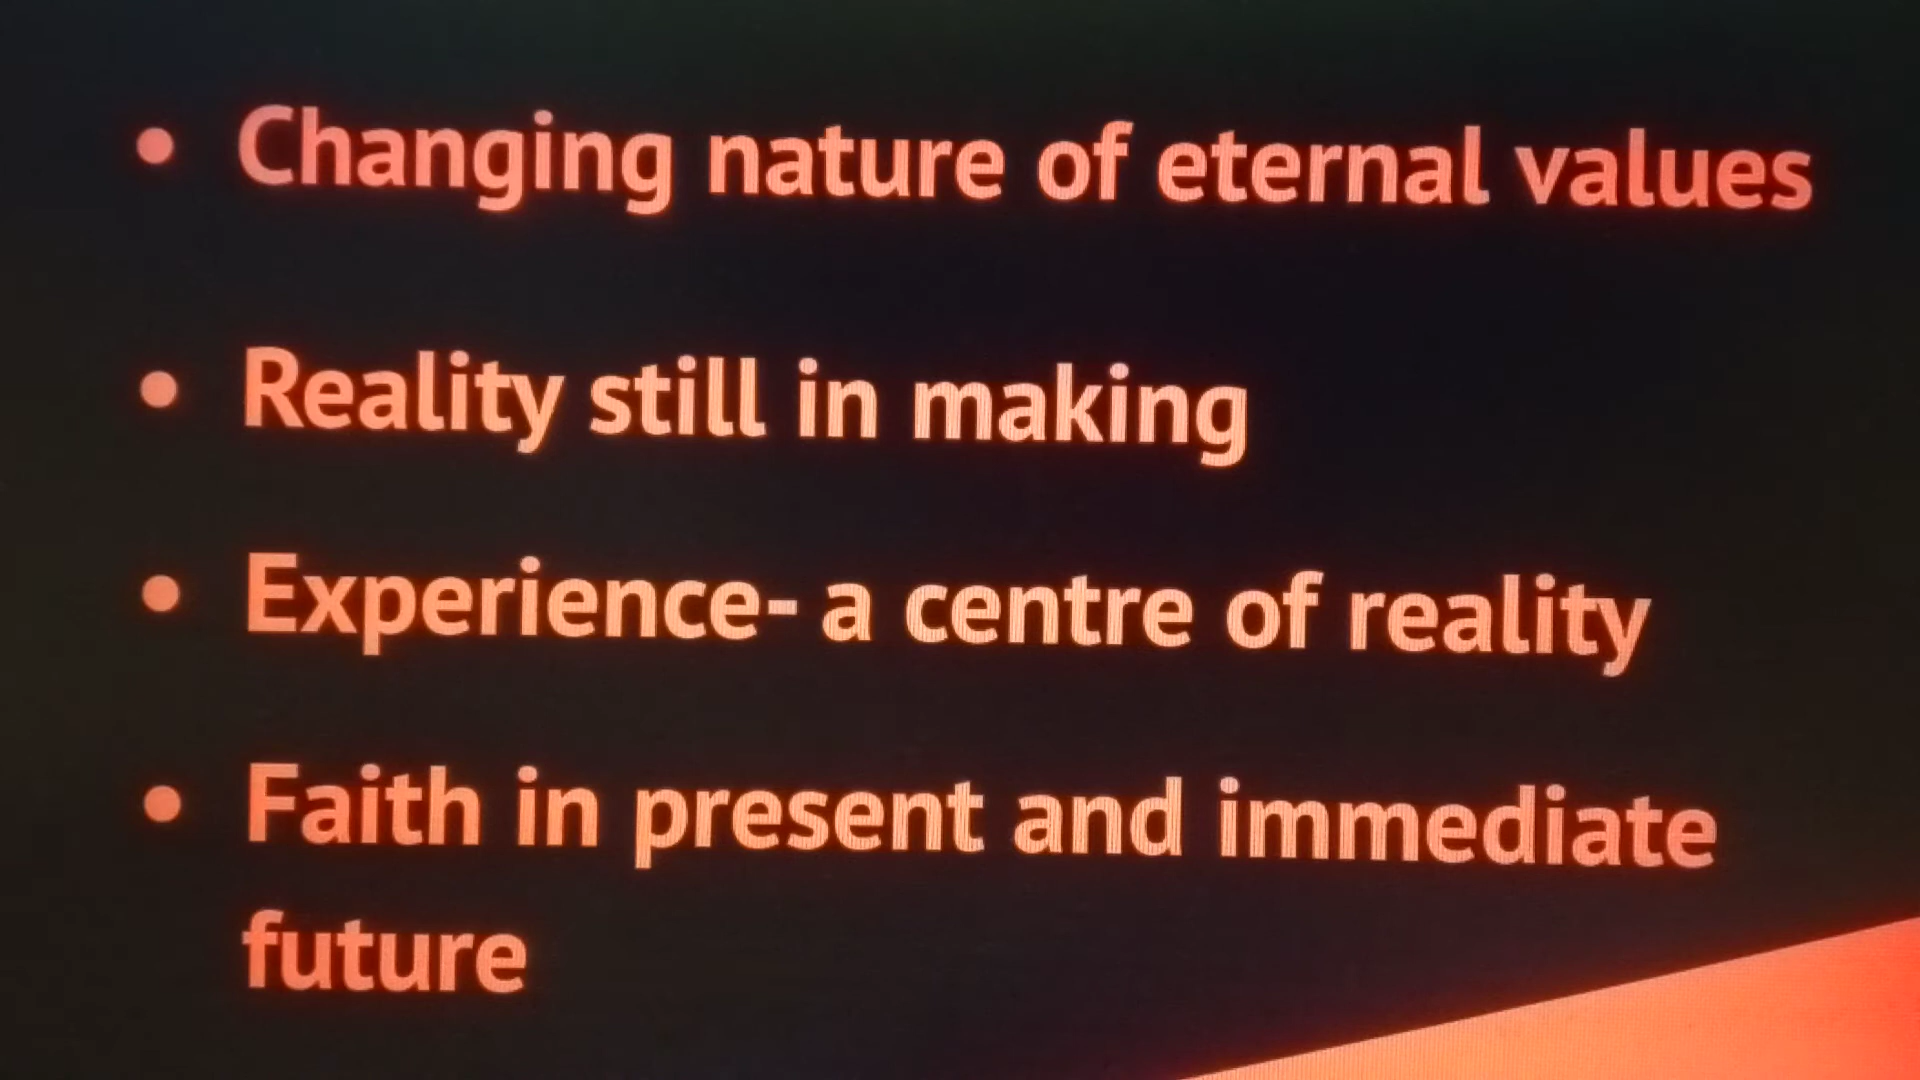 • Changing nature of eternal values
• Reality still in making
• Experience- a centre of reality
• Faith in present and immediate
future